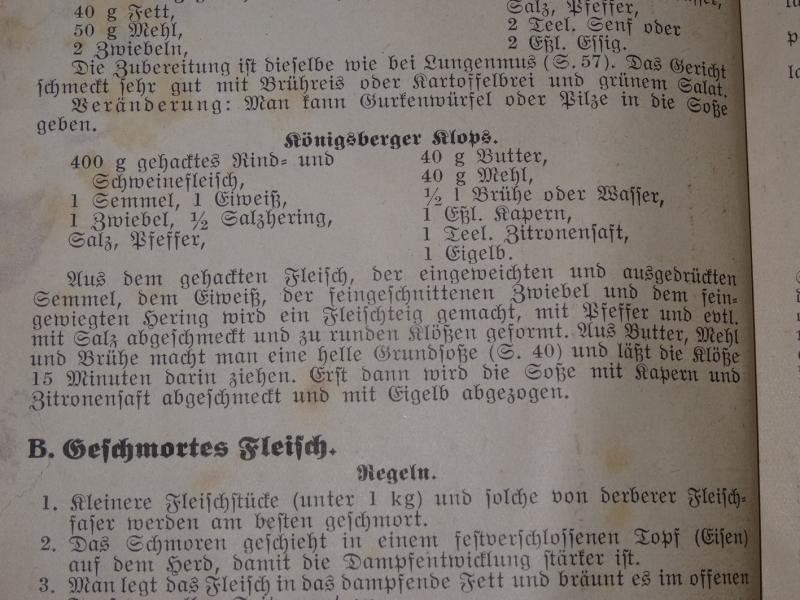 40 g Fett,
Salz, Pfeffer,
50 g Mehl,
2 Teel. Senf oder
2 Zwiebeln,
2 Eßl. Essig.
Die Zubereitung ist dieselbe wie bei Lungenmus (S. 57). Das Gericht
schmeckt sehr gut mit Brühreis oder Kartoffelbrei und grünem Salat.
Veränderung: Man kann Gurkenwürfel oder Pilze in die Soße
geben.
Königsberger Klops.
400 g gehacktes Rind- und
Schweinefleisch,
1 Semmel, 1 Eiweiß,
1 Zwiebel, ½ Salzhering,
Salz, Pfeffer,
40 g Butter,
40 g Mehl,
½ l Brühe oder Wasser,
1 Eßl. Kapern,
1 Teel. Zitronensaft,
1 Eigelb.
Aus dem gehackten Fleisch, der eingeweichten und ausgedrückten
Semmel, dem Eiweiß, der feingeschnittenen Zwiebel und dem fein-
gewiegten Hering wird ein Fleischteig gemacht, mit Pfeffer und evtl.
mit Salz abgeschmeckt und zu runden Klößen geformt. Aus Butter, Mehl
und Brühe macht man eine helle Grundsoße (S. 40) und läßt die Klöße
15 Minuten darin ziehen. Erst dann wird die Soße mit Kapern und
Zitronensaft abgeschmeckt und mit Eigelb abgezogen.
B. Geschmortes Fleisch.
Regeln.
1. Kleinere Fleischstücke (unter 1 kg) und solche von derberer Fleisch-
faser werden am besten geschmort.
2. Das Schmoren geschieht in einem festverschlossenen Topf (Eisen)
auf dem Herd, damit die Dampfentwicklung stärker ist.
3. Man legt das Fleisch in das dampfende Fett und bräunt es im offenen